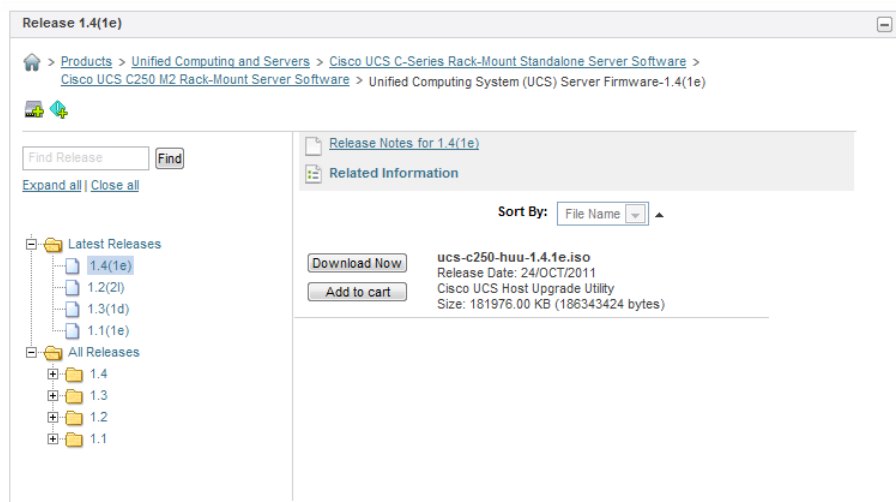 Release 1.4(1e)
> Products > Unified Computing and Servers > Cisco UCS C-Series Rack-Mount Standalone Server Software >
Cisco UCS C250 M2 Rack-Mount Server Software > Unified Computing System (UCS) Server Firmware-1.4(1e)
Find Release Find
Expand all | Close all
Latest Releases
1.4(1e)
1.2(2l)
1.3(1d)
1.1(1e)
All Releases
1.4
1.3
1.2
1.1
Release Notes for 1.4(1e)
Related Information
Sort By: File Name
Download Now
Add to cart
ucs-c250-huu-1.4.1e.iso
Release Date: 24/OCT/2011
Cisco UCS Host Upgrade Utility
Size: 181976.00 KB (186343424 bytes)